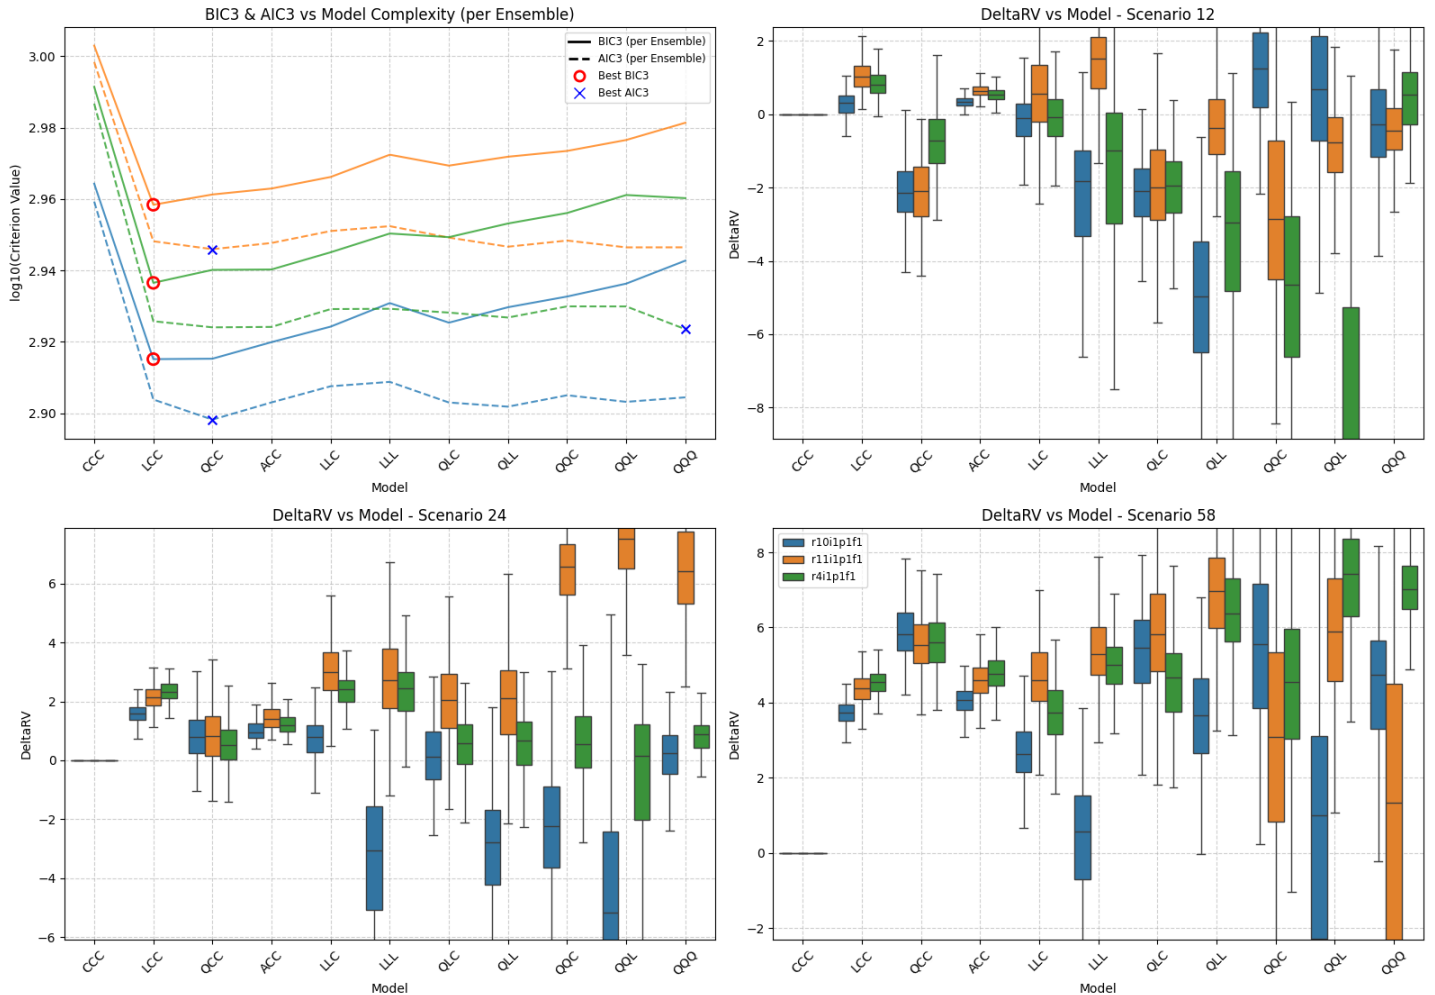 BIC3 & AIC3 vs Model Complexity (per Ensemble)
log10(Criterion Value)
3.00
2.98
2.96
2.94
2.92
2.90
BIC3 (per Ensemble)
AIC3 (per Ensemble)
Best BIC3
Best AIC3
CCC LCC QCC ACC LLC LLL QLC QLL QQC QQL QQQ
Model
DeltaRV vs Model - Scenario 12
DeltaRV
2
0
−2
−4
−6
−8
CCC LCC QCC ACC LLC LLL QLC QLL QQC QQL QQQ
Model
DeltaRV vs Model - Scenario 24
DeltaRV
6
4
2
0
−2
−4
−6
CCC LCC QCC ACC LLC LLL QLC QLL QQC QQL QQQ
Model
DeltaRV vs Model - Scenario 58
DeltaRV
8
6
4
2
0
−2
r10i1p1f1
r11i1p1f1
r4i1p1f1
CCC LCC QCC ACC LLC LLL QLC QLL QQC QQL QQQ
Model